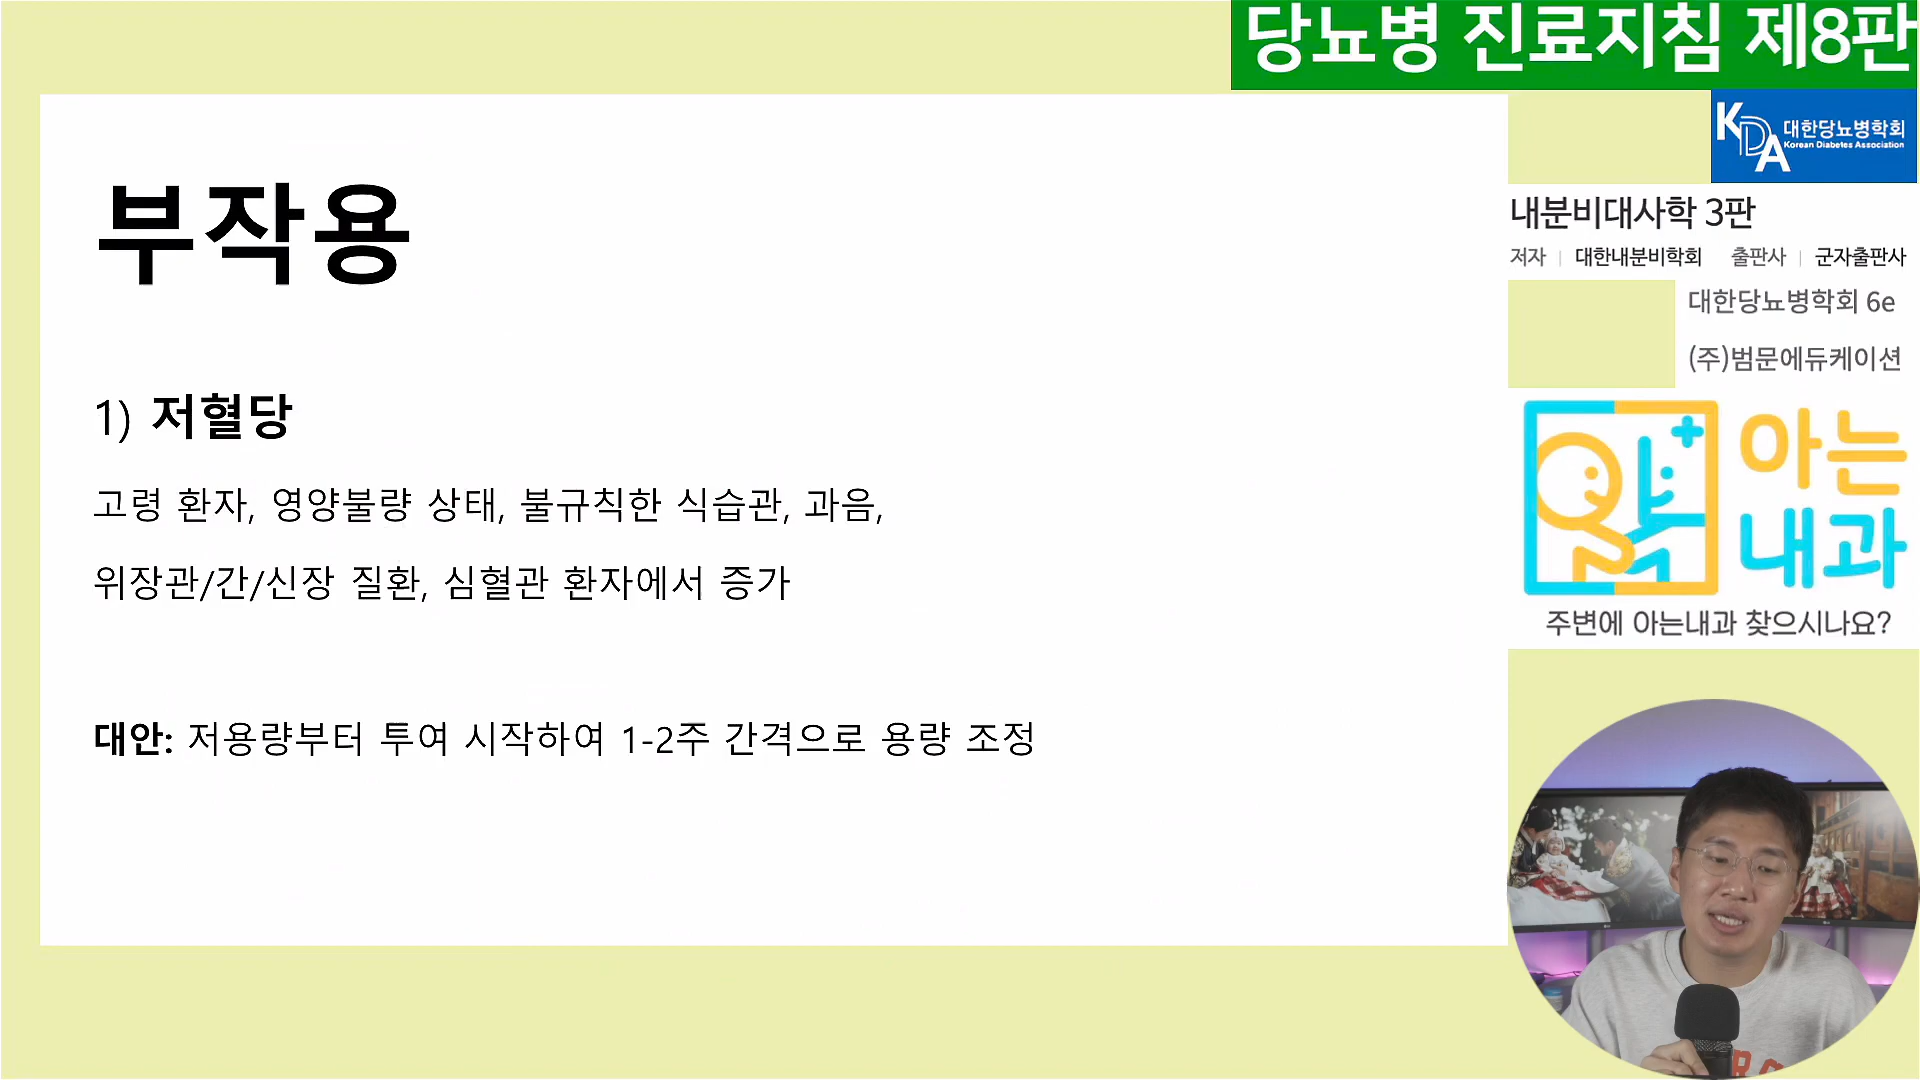 당뇨병 진료지침 제8판
KDA 대한당뇨병학회
Korean Diabetes Association
내분비대사학 3판
저자 | 대한내분비학회 출판사 | 군자출판사
대한당뇨병학회 6e
(주)범문에듀케이션
아는
내과
주변에 아는내과 찾으시나요?
부작용
1) 저혈당
고령 환자, 영양불량 상태, 불규칙한 식습관, 과음,
위장관/간/신장 질환, 심혈관 환자에서 증가
대안: 저용량부터 투여 시작하여 1-2주 간격으로 용량 조정